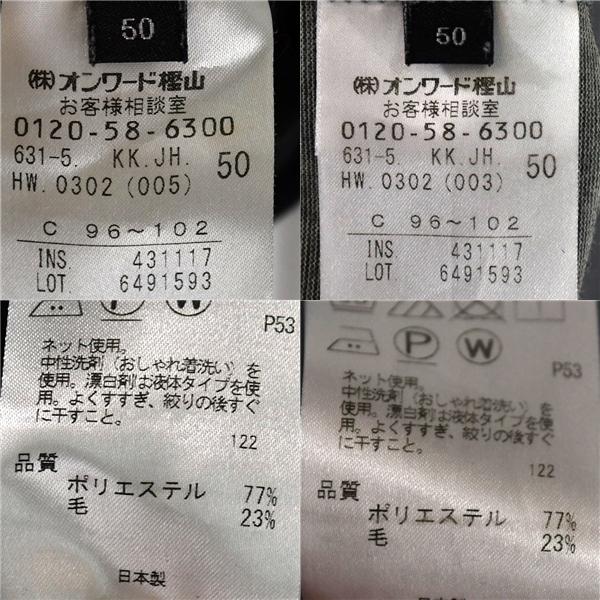 50
㈱オンワード樫山
お客様相談室
0120-58-6300
631-5. KK.JH. 50
HW. 0302 (005)
C 96～102
INS. 431117
LOT. 6491593
50
㈱オンワード樫山
お客様相談室
0120-58-6300
631-5. KK.JH. 50
HW. 0302 (003)
C 96～102
INS. 431117
LOT. 6491593
P W
P53
ネット使用。
中性洗剤（おしゃれ着洗い）を
使用。漂白剤は液体タイプを使
用。よくすすぎ、絞りの後すぐ
に干すこと。
122
品質
ポリエステル 77%
毛 23%
日本製
P W
P53
ネット使用。
中性洗剤（おしゃれ着洗い）を
使用。漂白剤は液体タイプを使
用。よくすすぎ、絞りの後すぐ
に干すこと。
122
品質
ポリエステル 77%
毛 23%
日本製